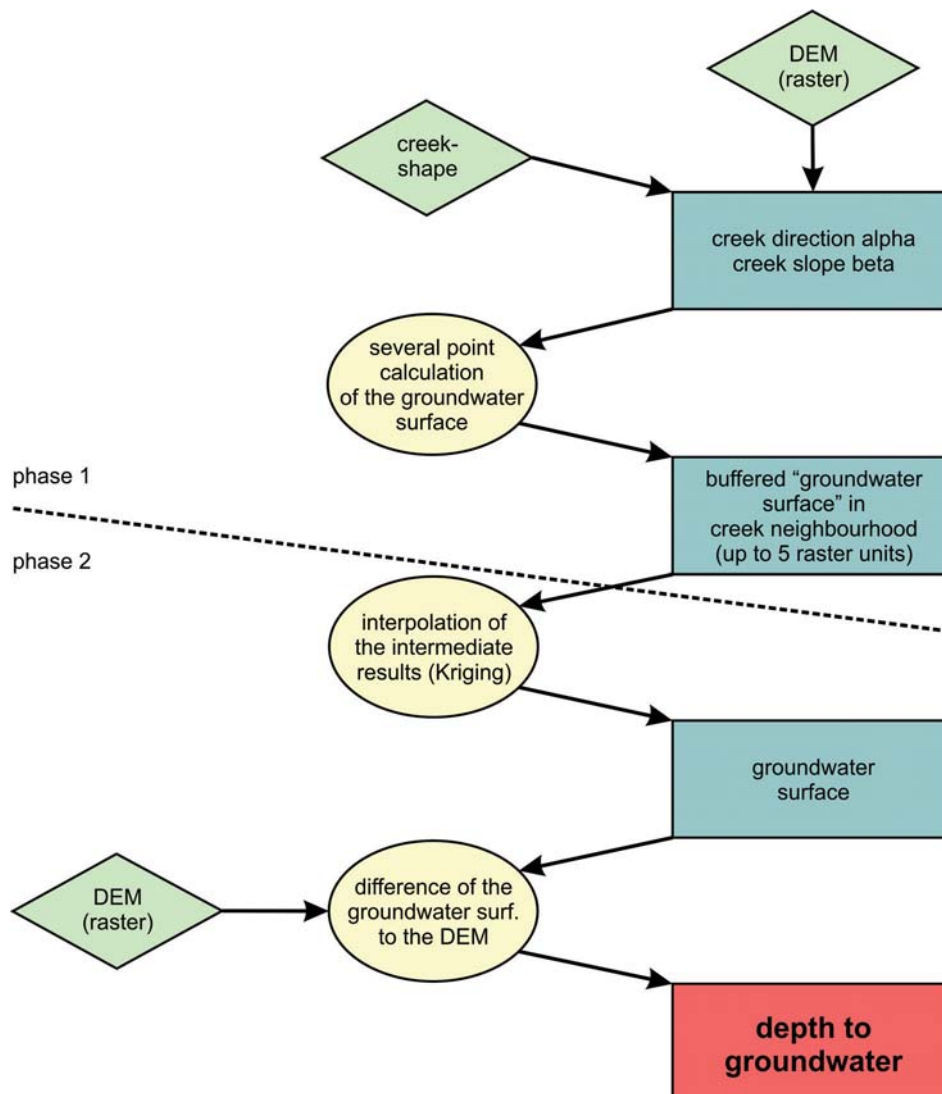 DEM
(raster)
creek-
shape
creek direction alpha
creek slope beta
several point
calculation
of the groundwater
surface
phase 1
buffered “groundwater
surface” in
creek neighbourhood
(up to 5 raster units)
phase 2
interpolation of
the intermediate
results (Kriging)
groundwater
surface
DEM
(raster)
difference of the
groundwater surf.
to the DEM
depth to
groundwater